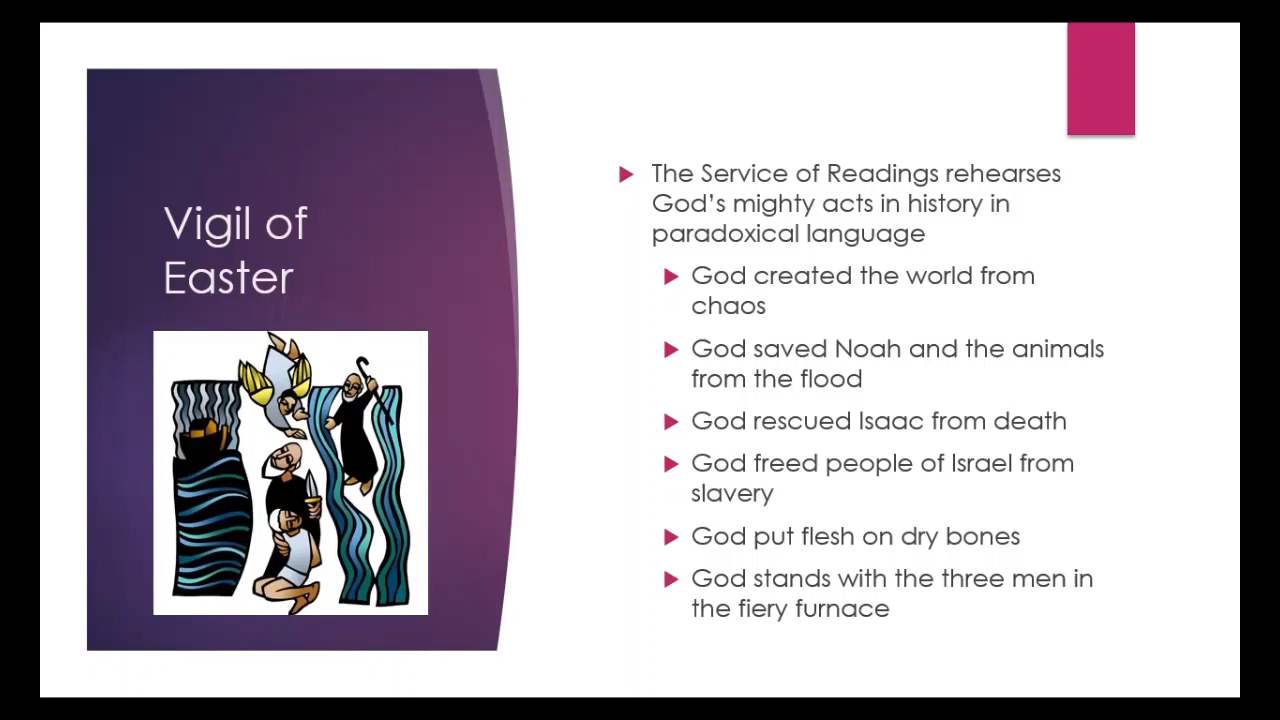 Vigil of
Easter
The Service of Readings rehearses
God's mighty acts in history in
paradoxical language
God created the world from
chaos
God saved Noah and the animals
from the flood
God rescued Isaac from death
God freed people of Israel from
slavery
God put flesh on dry bones
God stands with the three men in
the fiery furnace